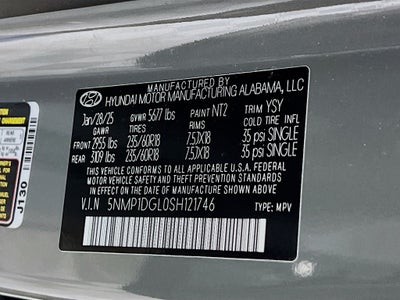 MANUFACTURED BY
HYUNDAI MOTOR MANUFACTURING ALABAMA, LLC
Jan/28/25 GVWR 5677 lbs PAINT NT2 TRIM YSY
GAWR TIRES RIMS COLD TIRE INFL
FRONT 2955 lbs 235/60R18 7.5JX18 35 psi SINGLE
REAR 3109 lbs 235/60R18 7.5JX18 35 psi SINGLE
THIS VEHICLE CONFORMS TO ALL APPLICABLE U.S.A. FEDERAL
MOTOR VEHICLE SAFETY STANDARDS IN EFFECT
ON THE DATE OF MANUFACTURE SHOWN ABOVE
V.I.N 5NMP1DGL0SH121746 TYPE: MPV
J130